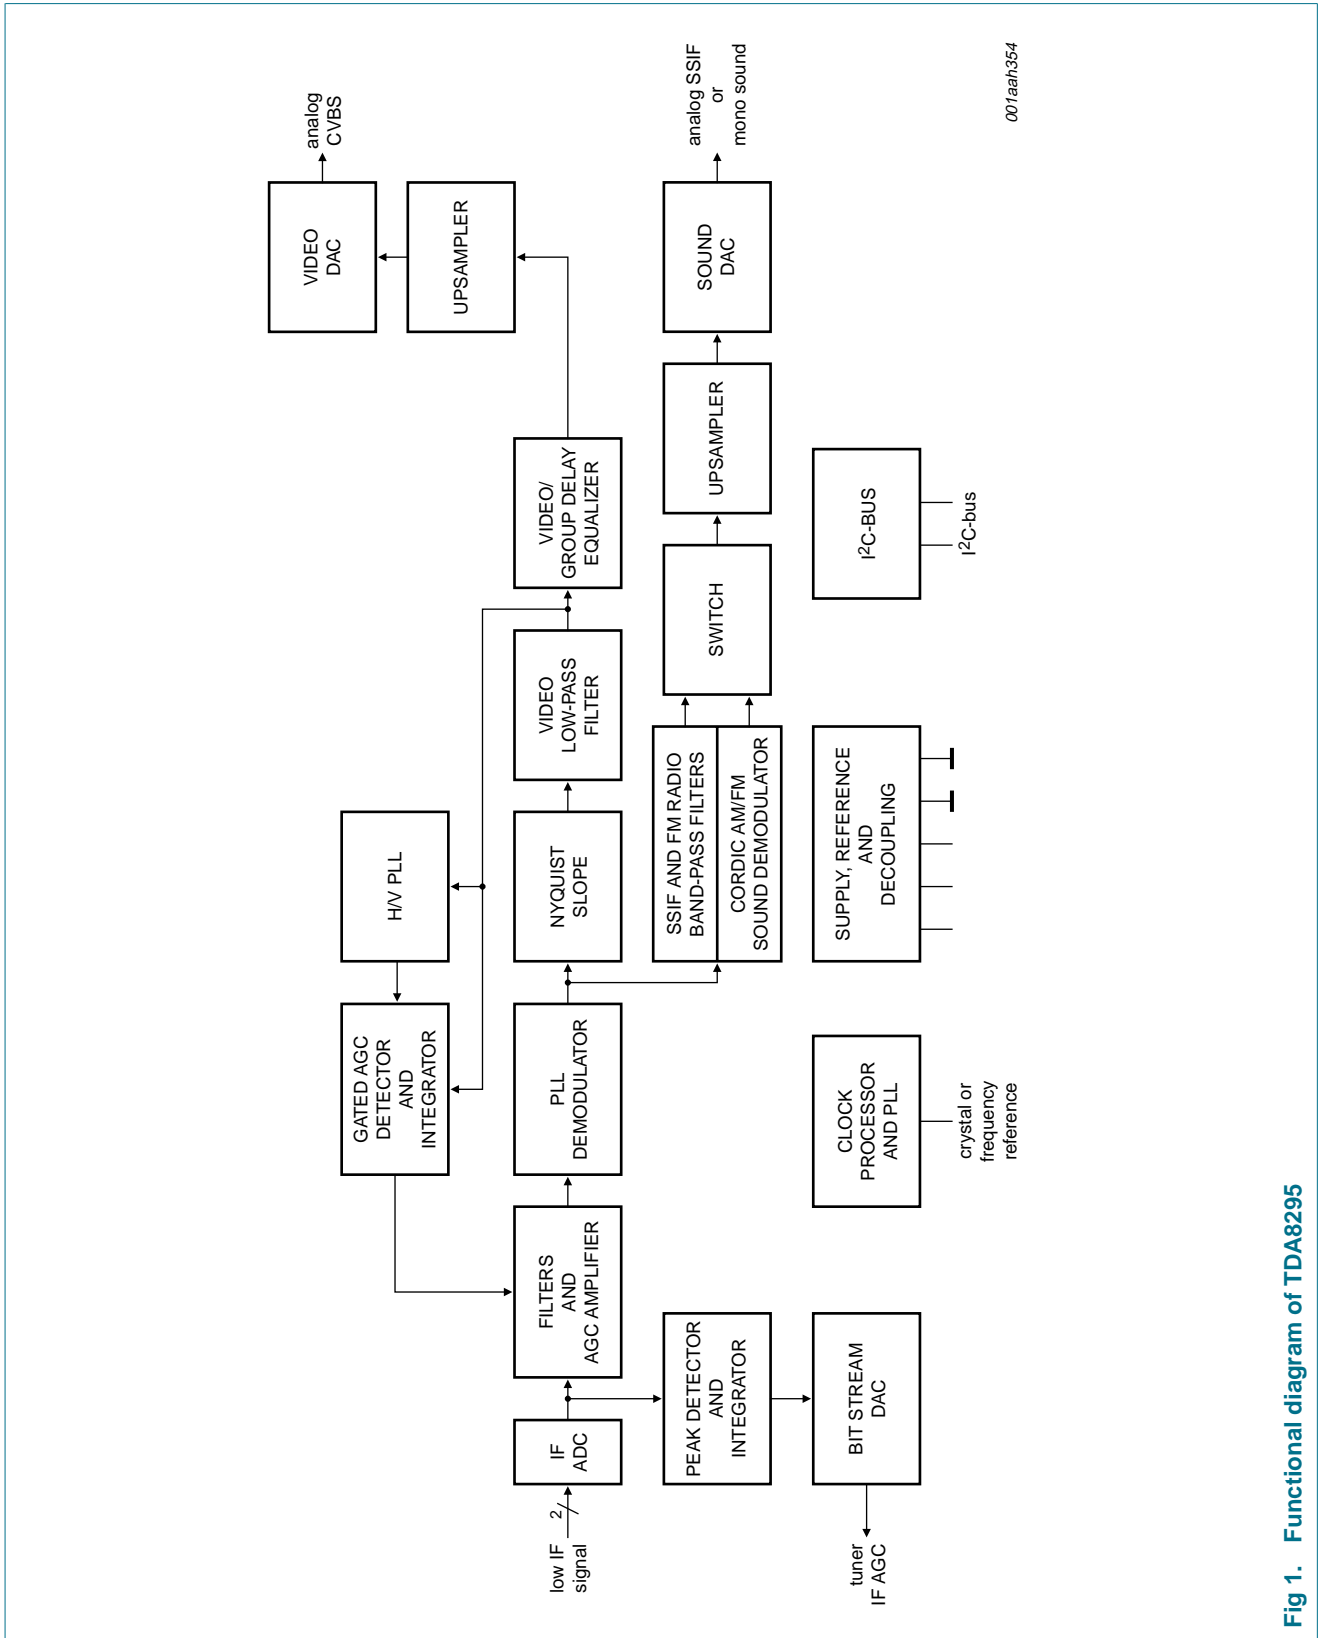 analog
CVBS
VIDEO
DAC
UPSAMPLER
H/V PLL
GATED AGC
DETECTOR
AND
INTEGRATOR
low IF
signal
2
IF
ADC
FILTERS
AND
AGC AMPLIFIER
PLL
DEMODULATOR
NYQUIST
SLOPE
VIDEO
LOW-PASS
FILTER
VIDEO/
GROUP DELAY
EQUALIZER
PEAK DETECTOR
AND
INTEGRATOR
SSIF AND FM RADIO
BAND-PASS FILTERS
CORDIC AM/FM
SOUND DEMODULATOR
SWITCH
UPSAMPLER
SOUND
DAC
analog SSIF
or
mono sound
tuner
IF AGC
BIT STREAM
DAC
CLOCK
PROCESSOR
AND PLL
crystal or
frequency
reference
SUPPLY, REFERENCE
AND
DECOUPLING
I²C-BUS
I²C-bus
001aah354
Fig 1. Functional diagram of TDA8295